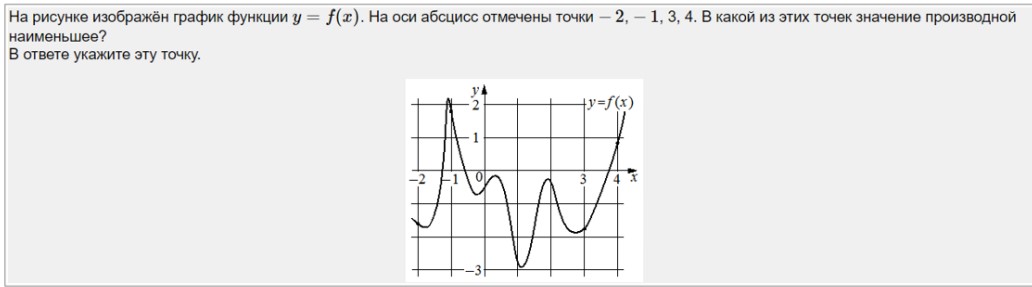 На рисунке изображён график функции y = f(x). На оси абсцисс отмечены точки − 2, − 1, 3, 4. В какой из этих точек значение производной
наименьшее?
В ответе укажите эту точку.
y
2
y=f(x)
1
−2
−1
0
3
4
x
−3